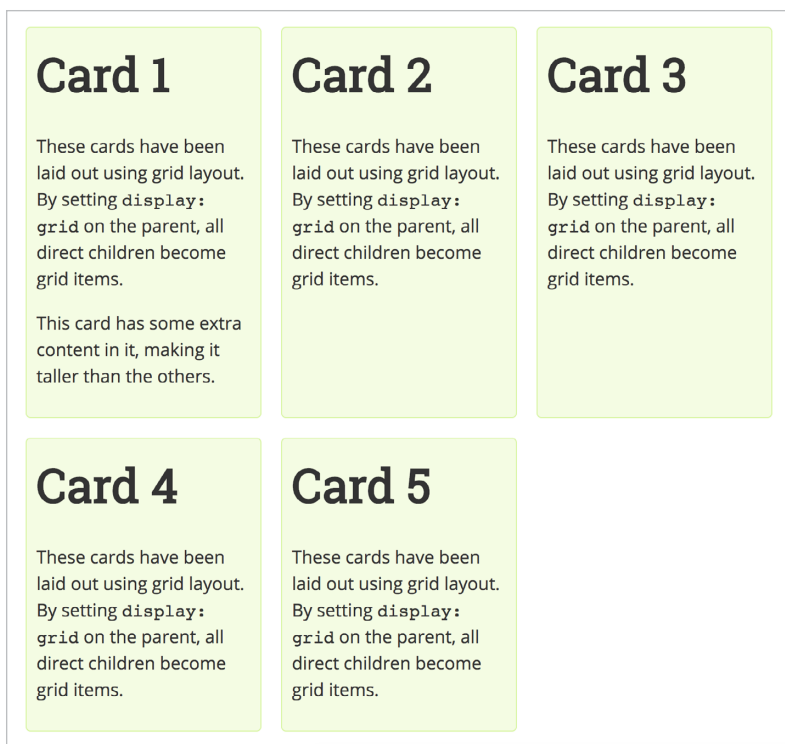 Card 1
These cards have been
laid out using grid layout.
By setting display:
grid on the parent, all
direct children become
grid items.
This card has some extra
content in it, making it
taller than the others.
Card 2
These cards have been
laid out using grid layout.
By setting display:
grid on the parent, all
direct children become
grid items.
Card 3
These cards have been
laid out using grid layout.
By setting display:
grid on the parent, all
direct children become
grid items.
Card 4
These cards have been
laid out using grid layout.
By setting display:
grid on the parent, all
direct children become
grid items.
Card 5
These cards have been
laid out using grid layout.
By setting display:
grid on the parent, all
direct children become
grid items.